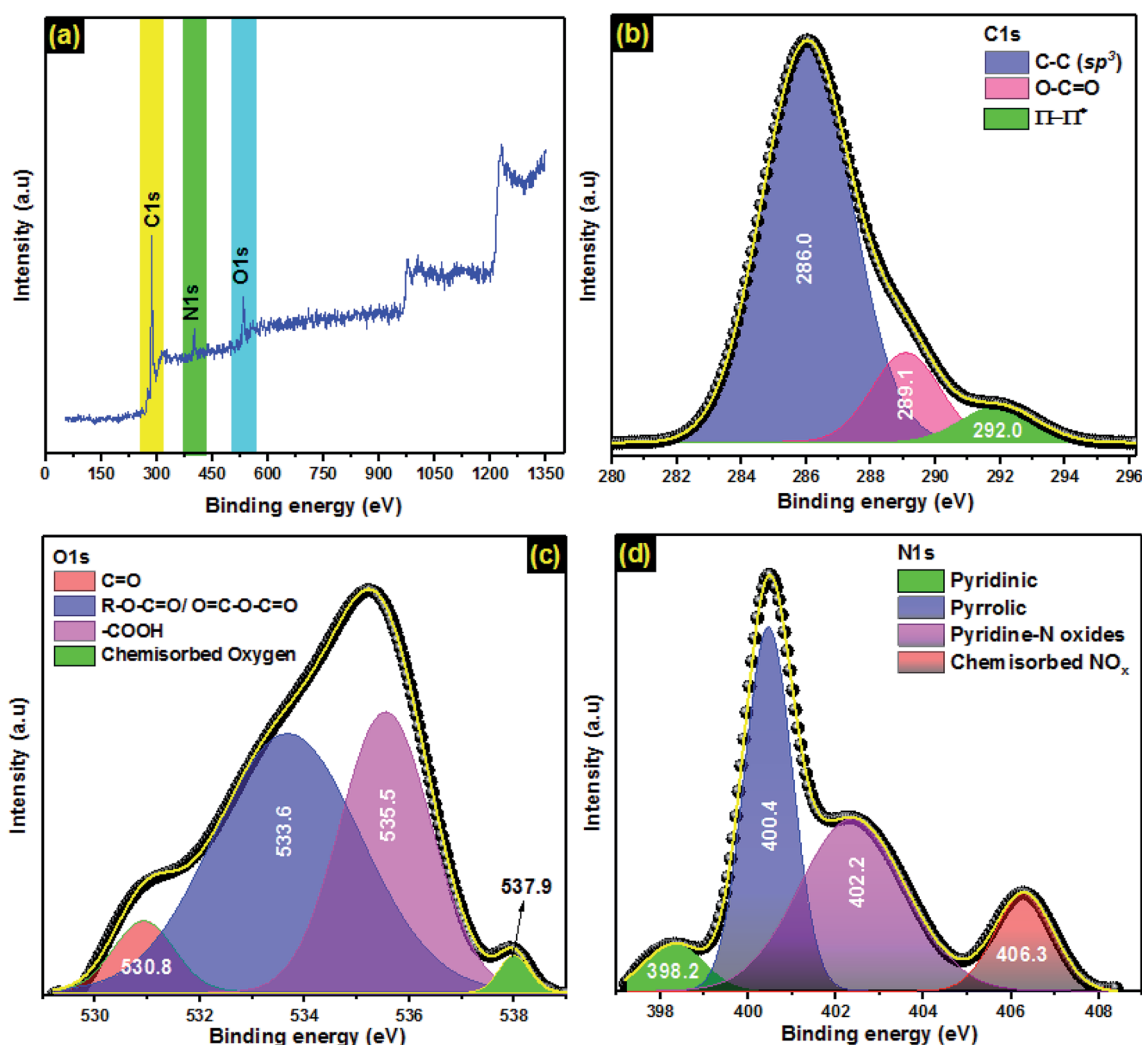 (a)
C1s
N1s
O1s
Intensity (a.u)
0 150 300 450 600 750 900 1050 1200 1350
Binding energy (eV)
(b)
C1s
C-C (sp³)
O-C=O
Π–Π*
286.0
289.1
292.0
Intensity (a.u)
280 282 284 286 288 290 292 294 296
Binding energy (eV)
(c)
O1s
C=O
R-O-C=O/ O=C-O-C=O
-COOH
Chemisorbed Oxygen
530.8
533.6
535.5
537.9
Intensity (a.u)
530 532 534 536 538
Binding energy (eV)
(d)
N1s
Pyridinic
Pyrrolic
Pyridine-N oxides
Chemisorbed NOₓ
398.2
400.4
402.2
406.3
Intensity (a.u)
398 400 402 404 406 408
Binding energy (eV)